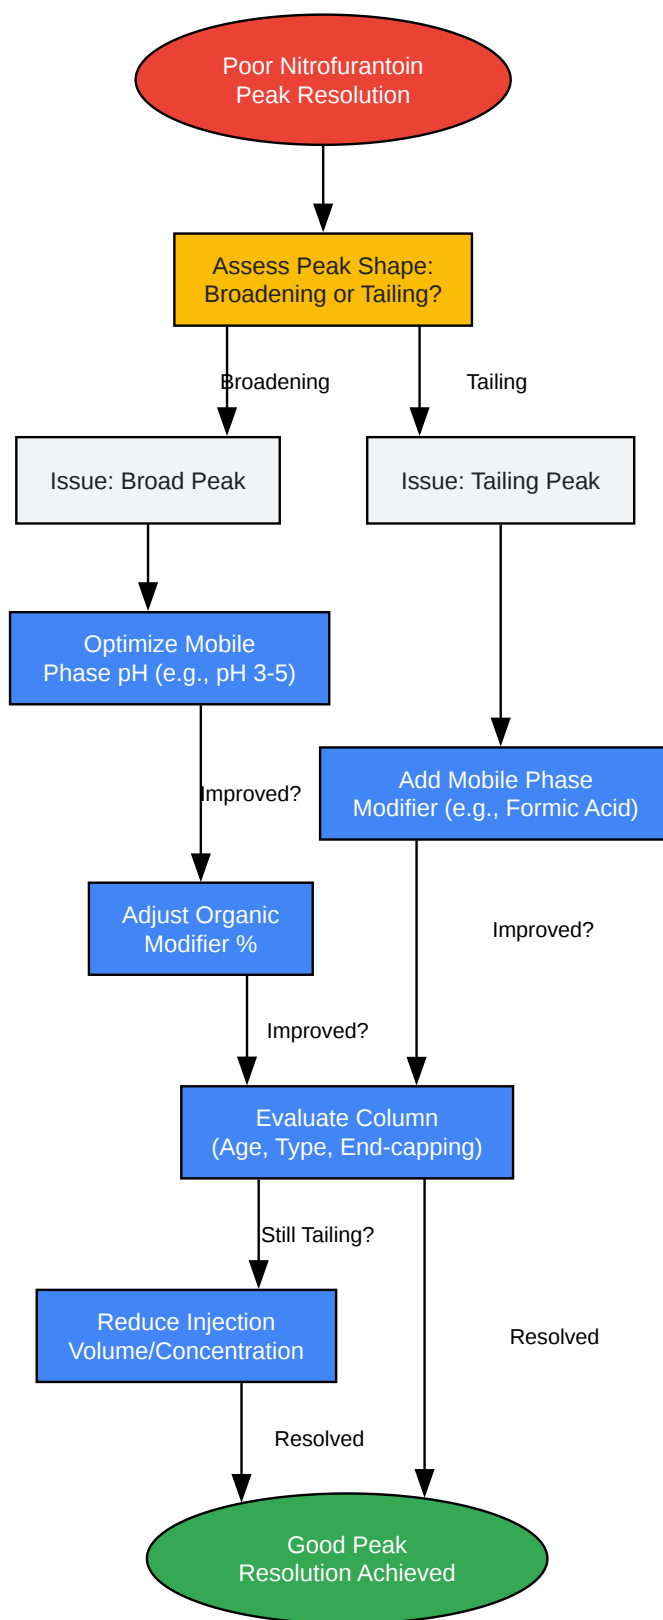 Poor Nitrofurantoin
Peak Resolution
Assess Peak Shape:
Broadening or Tailing?
Broadening
Tailing
Issue: Broad Peak
Issue: Tailing Peak
Optimize Mobile
Phase pH (e.g., pH 3-5)
Add Mobile Phase
Modifier (e.g., Formic Acid)
Improved?
Adjust Organic
Modifier %
Improved?
Improved?
Evaluate Column
(Age, Type, End-capping)
Still Tailing?
Reduce Injection
Volume/Concentration
Resolved
Resolved
Good Peak
Resolution Achieved